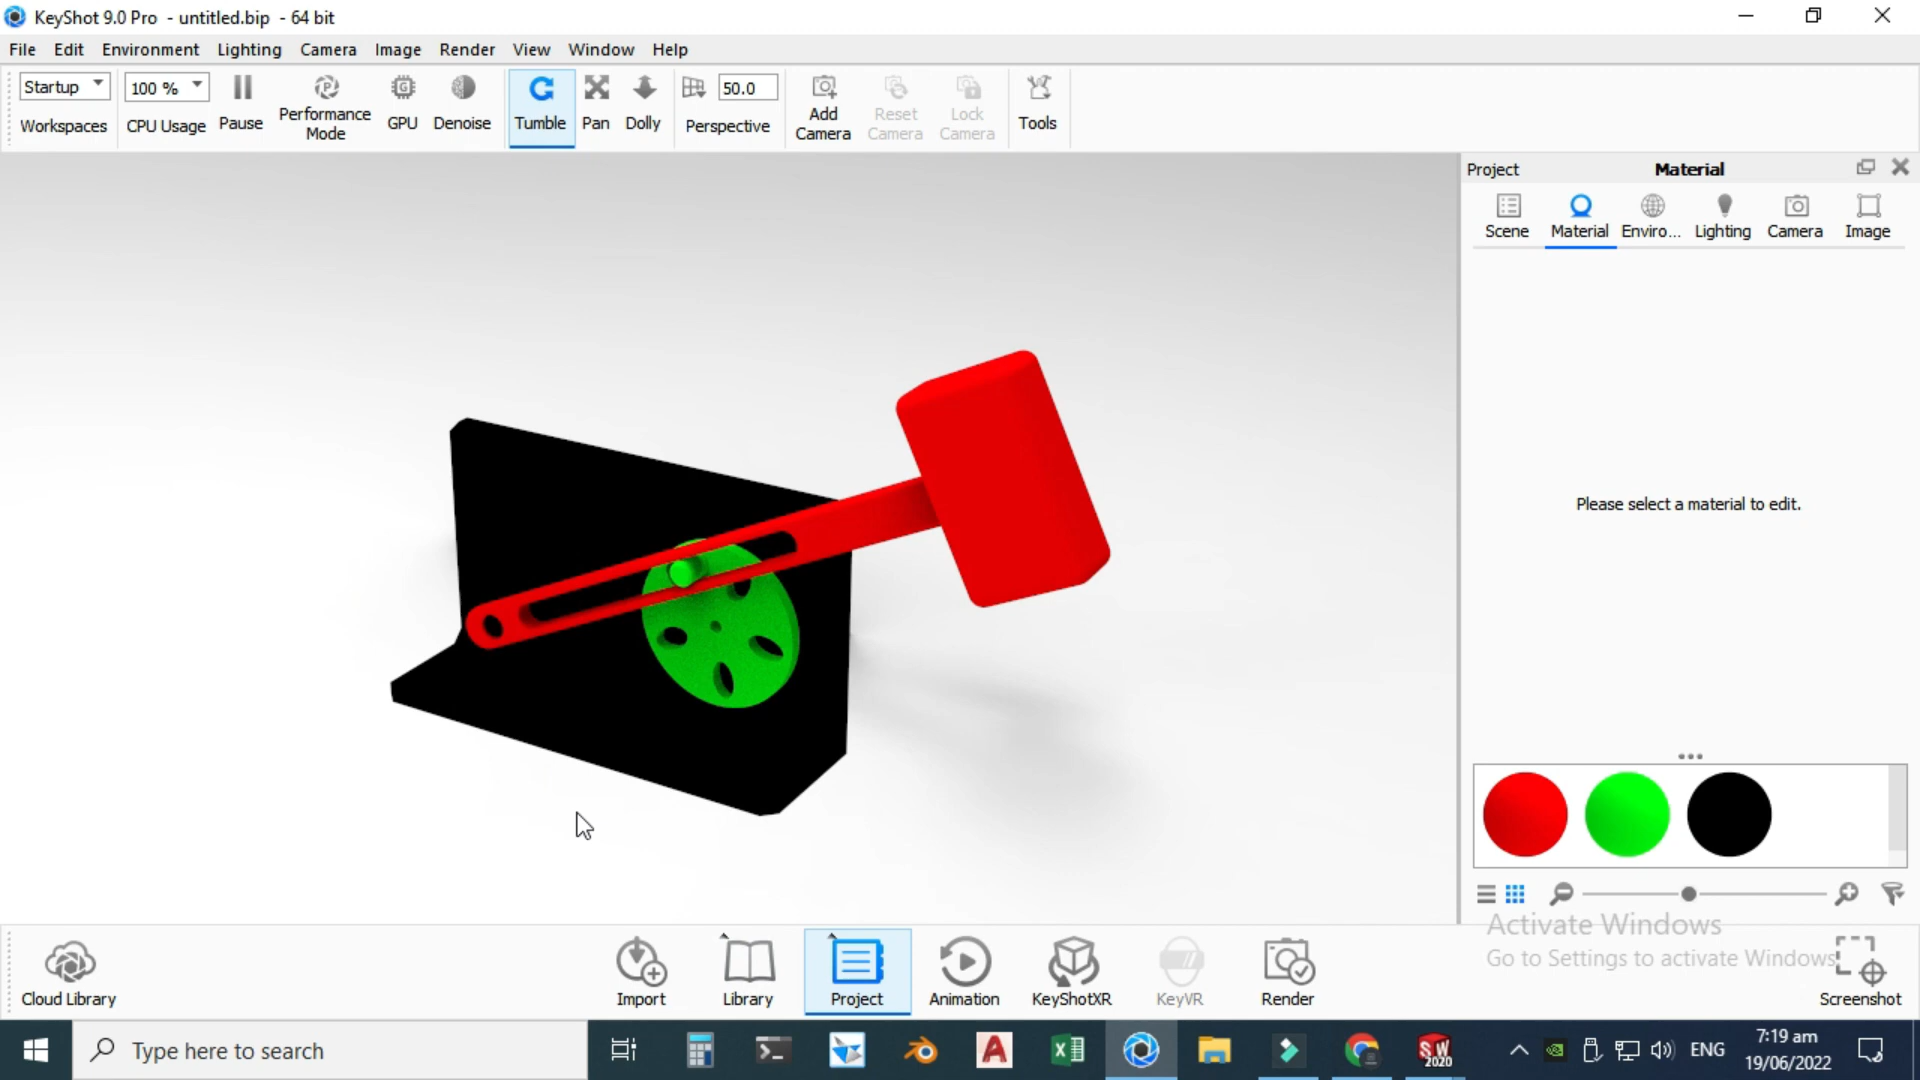 KeyShot 9.0 Pro - untitled.bip - 64 bit
File Edit Environment Lighting Camera Image Render View Window Help
Startup 100 % 50.0
Workspaces CPU Usage Pause Performance Mode GPU Denoise Tumble Pan Dolly Perspective Add Camera Reset Camera Lock Camera Tools
Project Material
Scene Material Enviro... Lighting Camera Image
Please select a material to edit.
Activate Windows
Go to Settings to activate Windows.
Cloud Library Import Library Project Animation KeyShotXR KeyVR Render Screenshot
Type here to search
SW
2020
ENG
7:19 am
19/06/2022